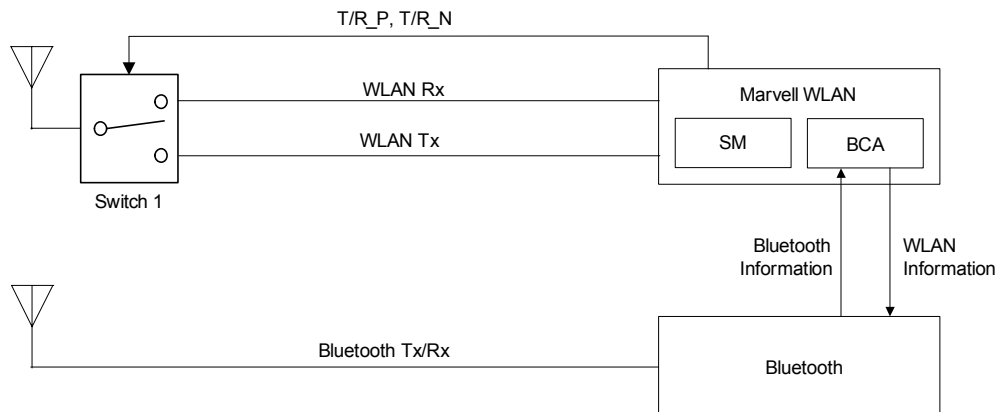 T/R_P, T/R_N
WLAN Rx
Marvell WLAN
SM
BCA
WLAN Tx
Switch 1
Bluetooth
Information
WLAN
Information
Bluetooth Tx/Rx
Bluetooth